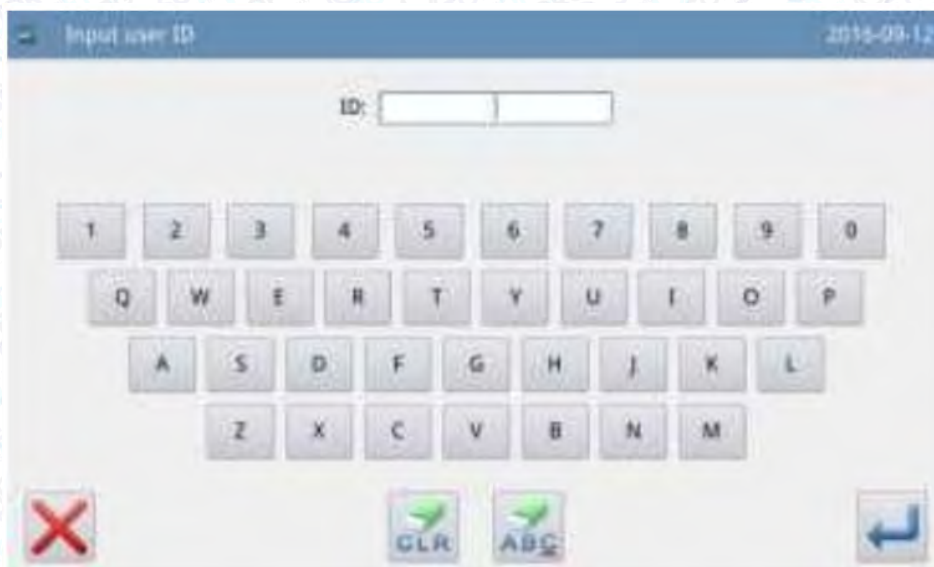 Input user ID 2016-09-12
ID:
1 2 3 4 5 6 7 8 9 0
Q W E R T Y U I O P
A S D F G H J K L
Z X C V B N M
CLR ABC